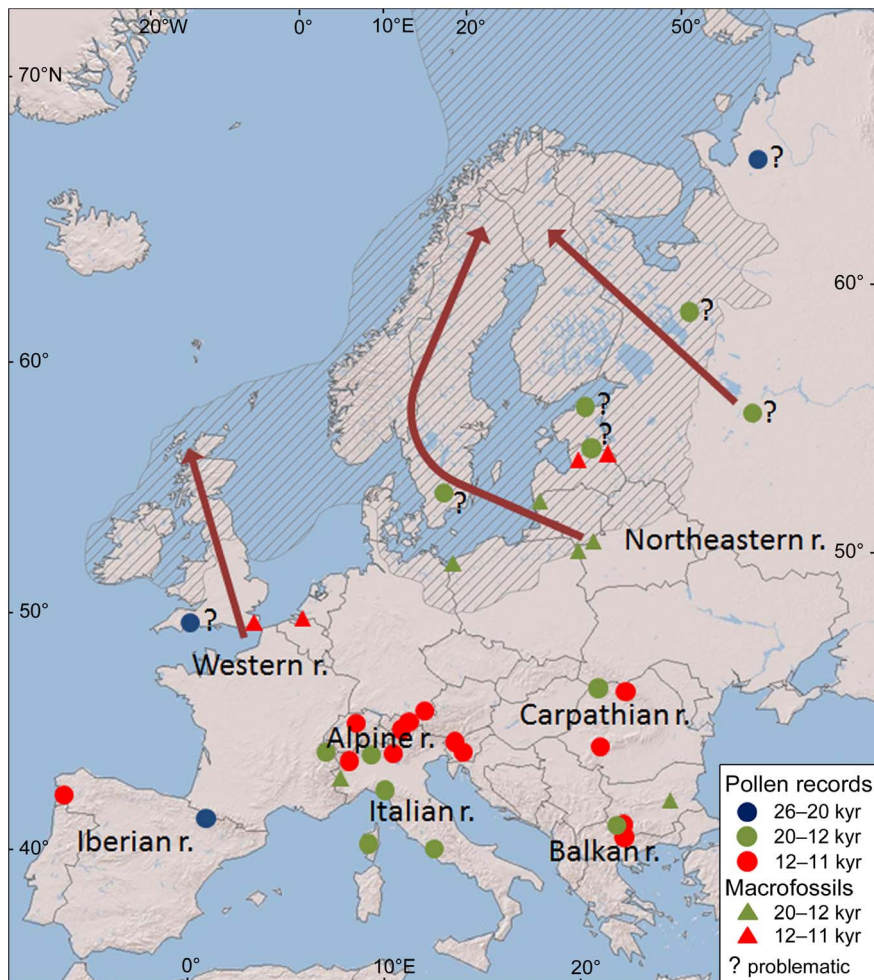 20°W 0° 10°E 20° 50°
70°N
?
60°
?
60°
?
?
?
?
Northeastern r.
50°
50°
?
Western r.
Carpathian r.
Alpine r.
Italian r.
Iberian r.
Balkan r.
40°
Pollen records
26–20 kyr
20–12 kyr
12–11 kyr
Macrofossils
20–12 kyr
12–11 kyr
? problematic
0° 10°E 20°